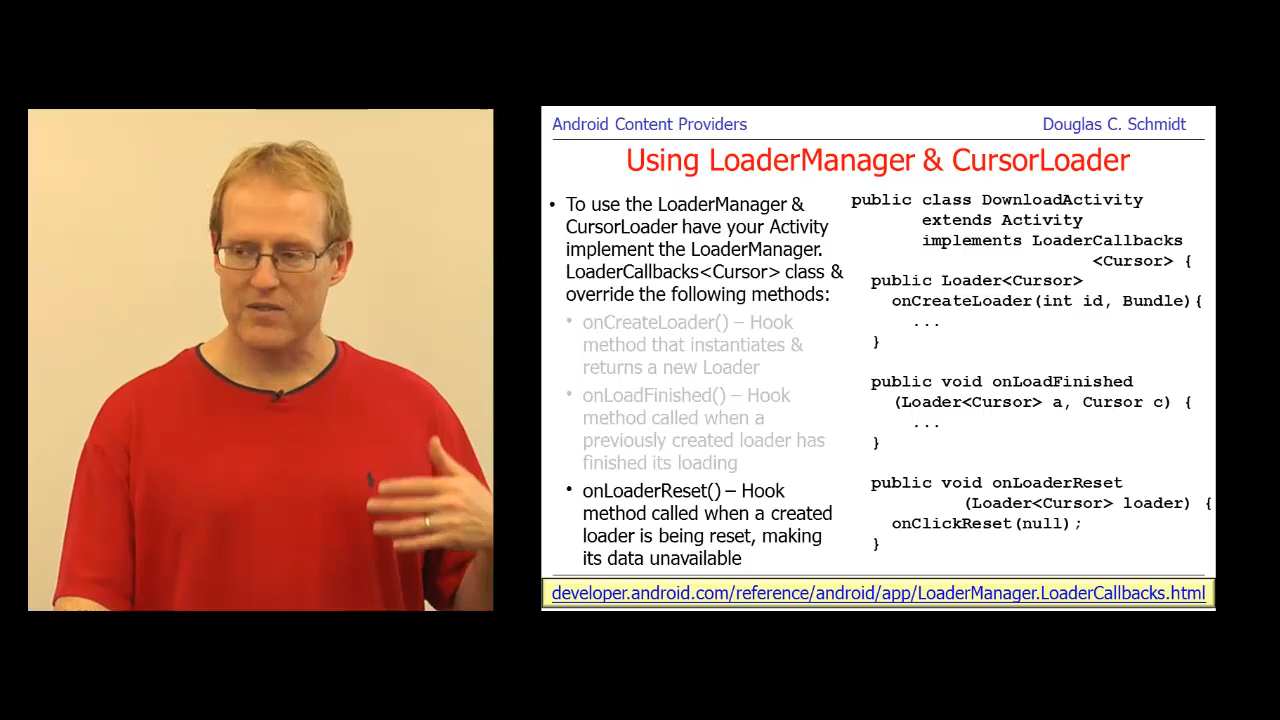 Android Content Providers
Douglas C. Schmidt
Using LoaderManager & CursorLoader
• To use the LoaderManager &
CursorLoader have your Activity
implement the LoaderManager.
LoaderCallbacks<Cursor> class &
override the following methods:
• onCreateLoader() – Hook
method that instantiates &
returns a new Loader
• onLoadFinished() – Hook
method called when a
previously created loader has
finished its loading
• onLoaderReset() – Hook
method called when a created
loader is being reset, making
its data unavailable
public class DownloadActivity
extends Activity
implements LoaderCallbacks
<Cursor> {
public Loader<Cursor>
onCreateLoader(int id, Bundle){
...
}
public void onLoadFinished
(Loader<Cursor> a, Cursor c) {
...
}
public void onLoaderReset
(Loader<Cursor> loader) {
onClickReset(null);
}
developer.android.com/reference/android/app/LoaderManager.LoaderCallbacks.html